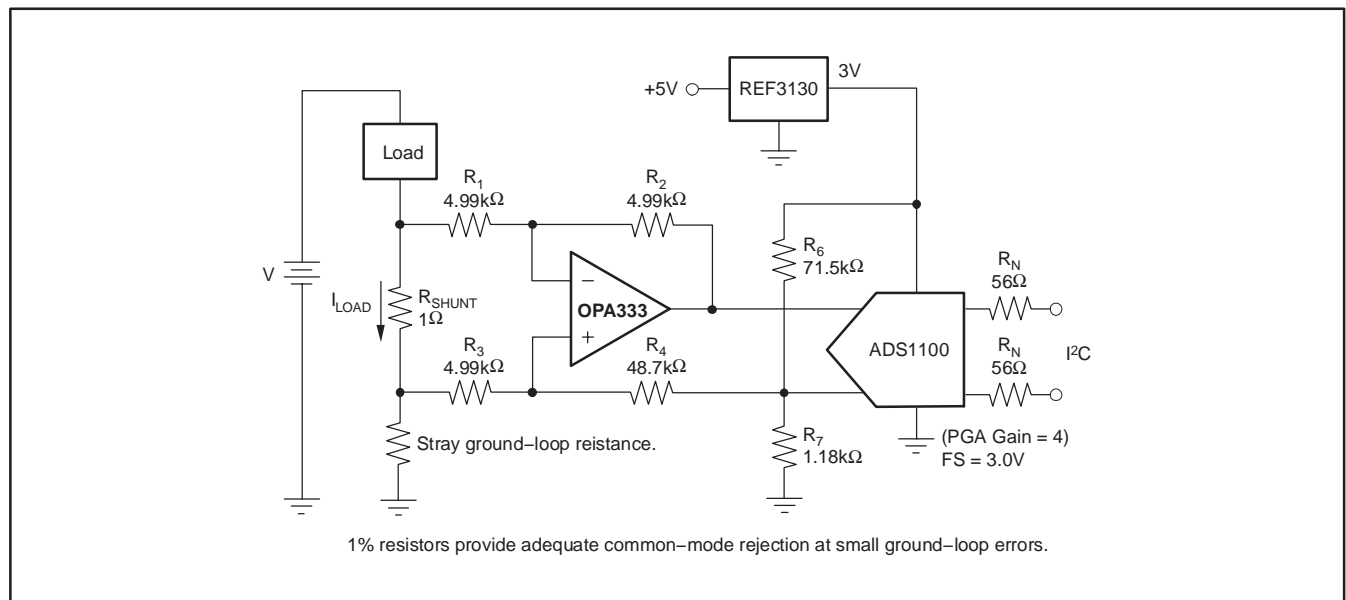 +5V
REF3130
3V
Load
R1
4.99kΩ
R2
4.99kΩ
R6
71.5kΩ
V
ILOAD
RSHUNT
1Ω
−
OPA333
+
ADS1100
RN
56Ω
I2C
RN
56Ω
R3
4.99kΩ
R4
48.7kΩ
Stray ground−loop reistance.
R7
1.18kΩ
(PGA Gain = 4)
FS = 3.0V
1% resistors provide adequate common−mode rejection at small ground−loop errors.